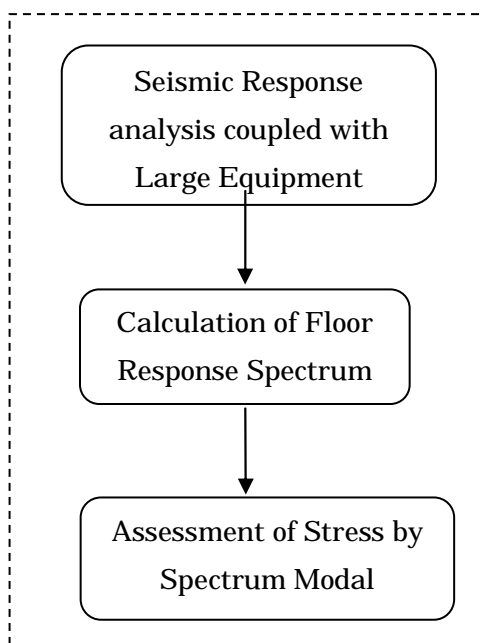 Seismic Response
analysis coupled with
Large Equipment
Calculation of Floor
Response Spectrum
Assessment of Stress by
Spectrum Modal